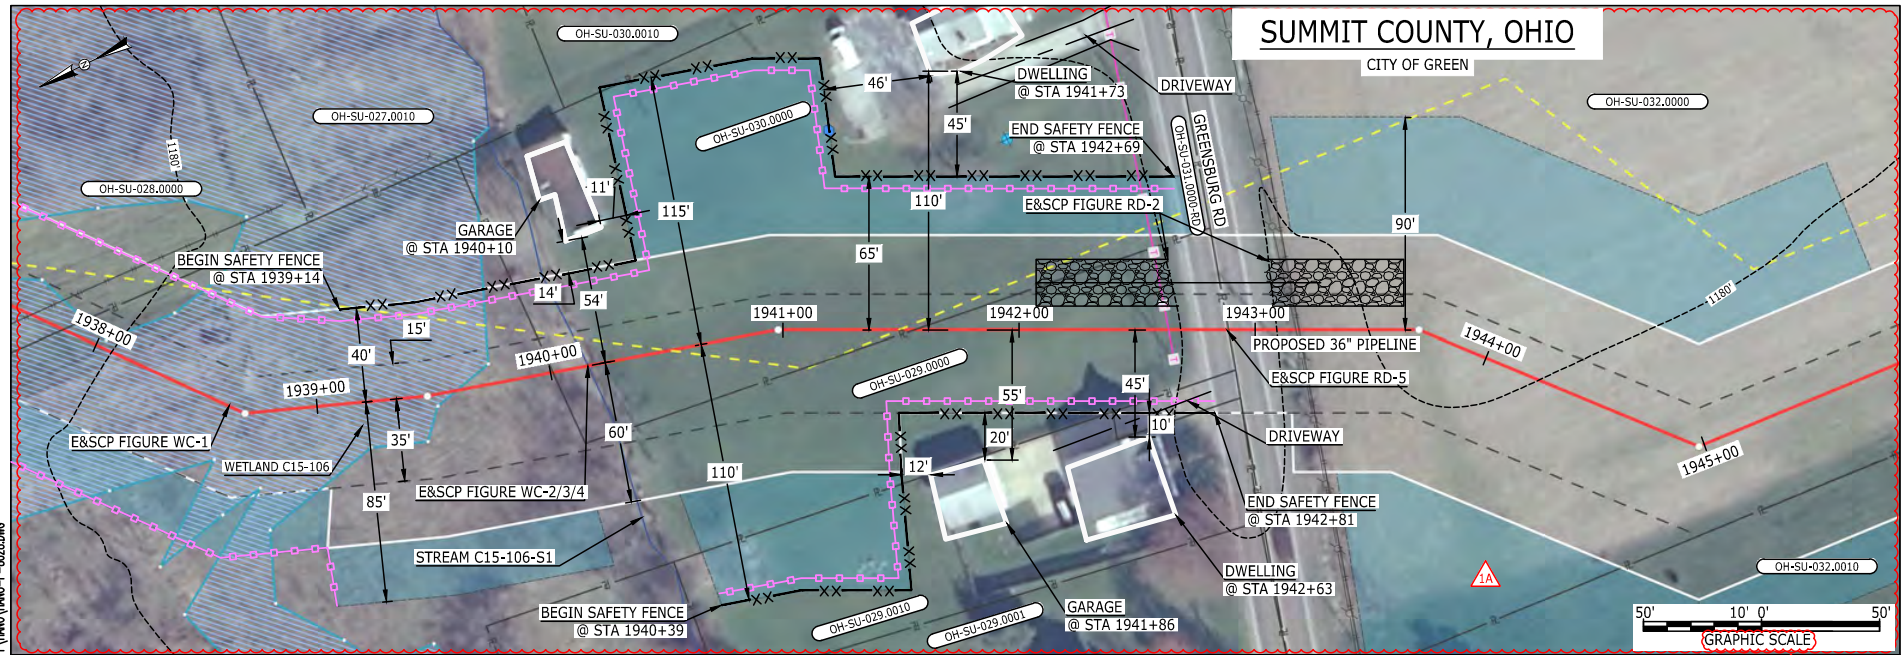 SUMMIT COUNTY, OHIO
CITY OF GREEN
OH-SU-030.0010
N
OH-SU-027.0010
1180'
OH-SU-028.0000
OH-SU-030.0000
46'
DWELLING
@ STA 1941+73
DRIVEWAY
45'
END SAFETY FENCE
@ STA 1942+69
GREENSBURG RD
OH-SU-031.0000-RD
OH-SU-032.0000
11'
115'
110'
E&SCP FIGURE RD-2
90'
GARAGE
@ STA 1940+10
BEGIN SAFETY FENCE
@ STA 1939+14
65'
14'
54'
15'
40'
1938+00
1939+00
1940+00
1941+00
1942+00
1943+00
PROPOSED 36" PIPELINE
1944+00
1180'
1945+00
OH-SU-029.0000
E&SCP FIGURE RD-5
E&SCP FIGURE WC-1
WETLAND C15-106
35'
60'
55'
45'
20'
10'
12'
DRIVEWAY
E&SCP FIGURE WC-2/3/4
85'
110'
END SAFETY FENCE
@ STA 1942+81
STREAM C15-106-S1
DWELLING
@ STA 1942+63
BEGIN SAFETY FENCE
@ STA 1940+39
OH-SU-029.0010
OH-SU-029.0001
GARAGE
@ STA 1941+86
1A
OH-SU-032.0010
50' 10' 0' 50'
GRAPHIC SCALE